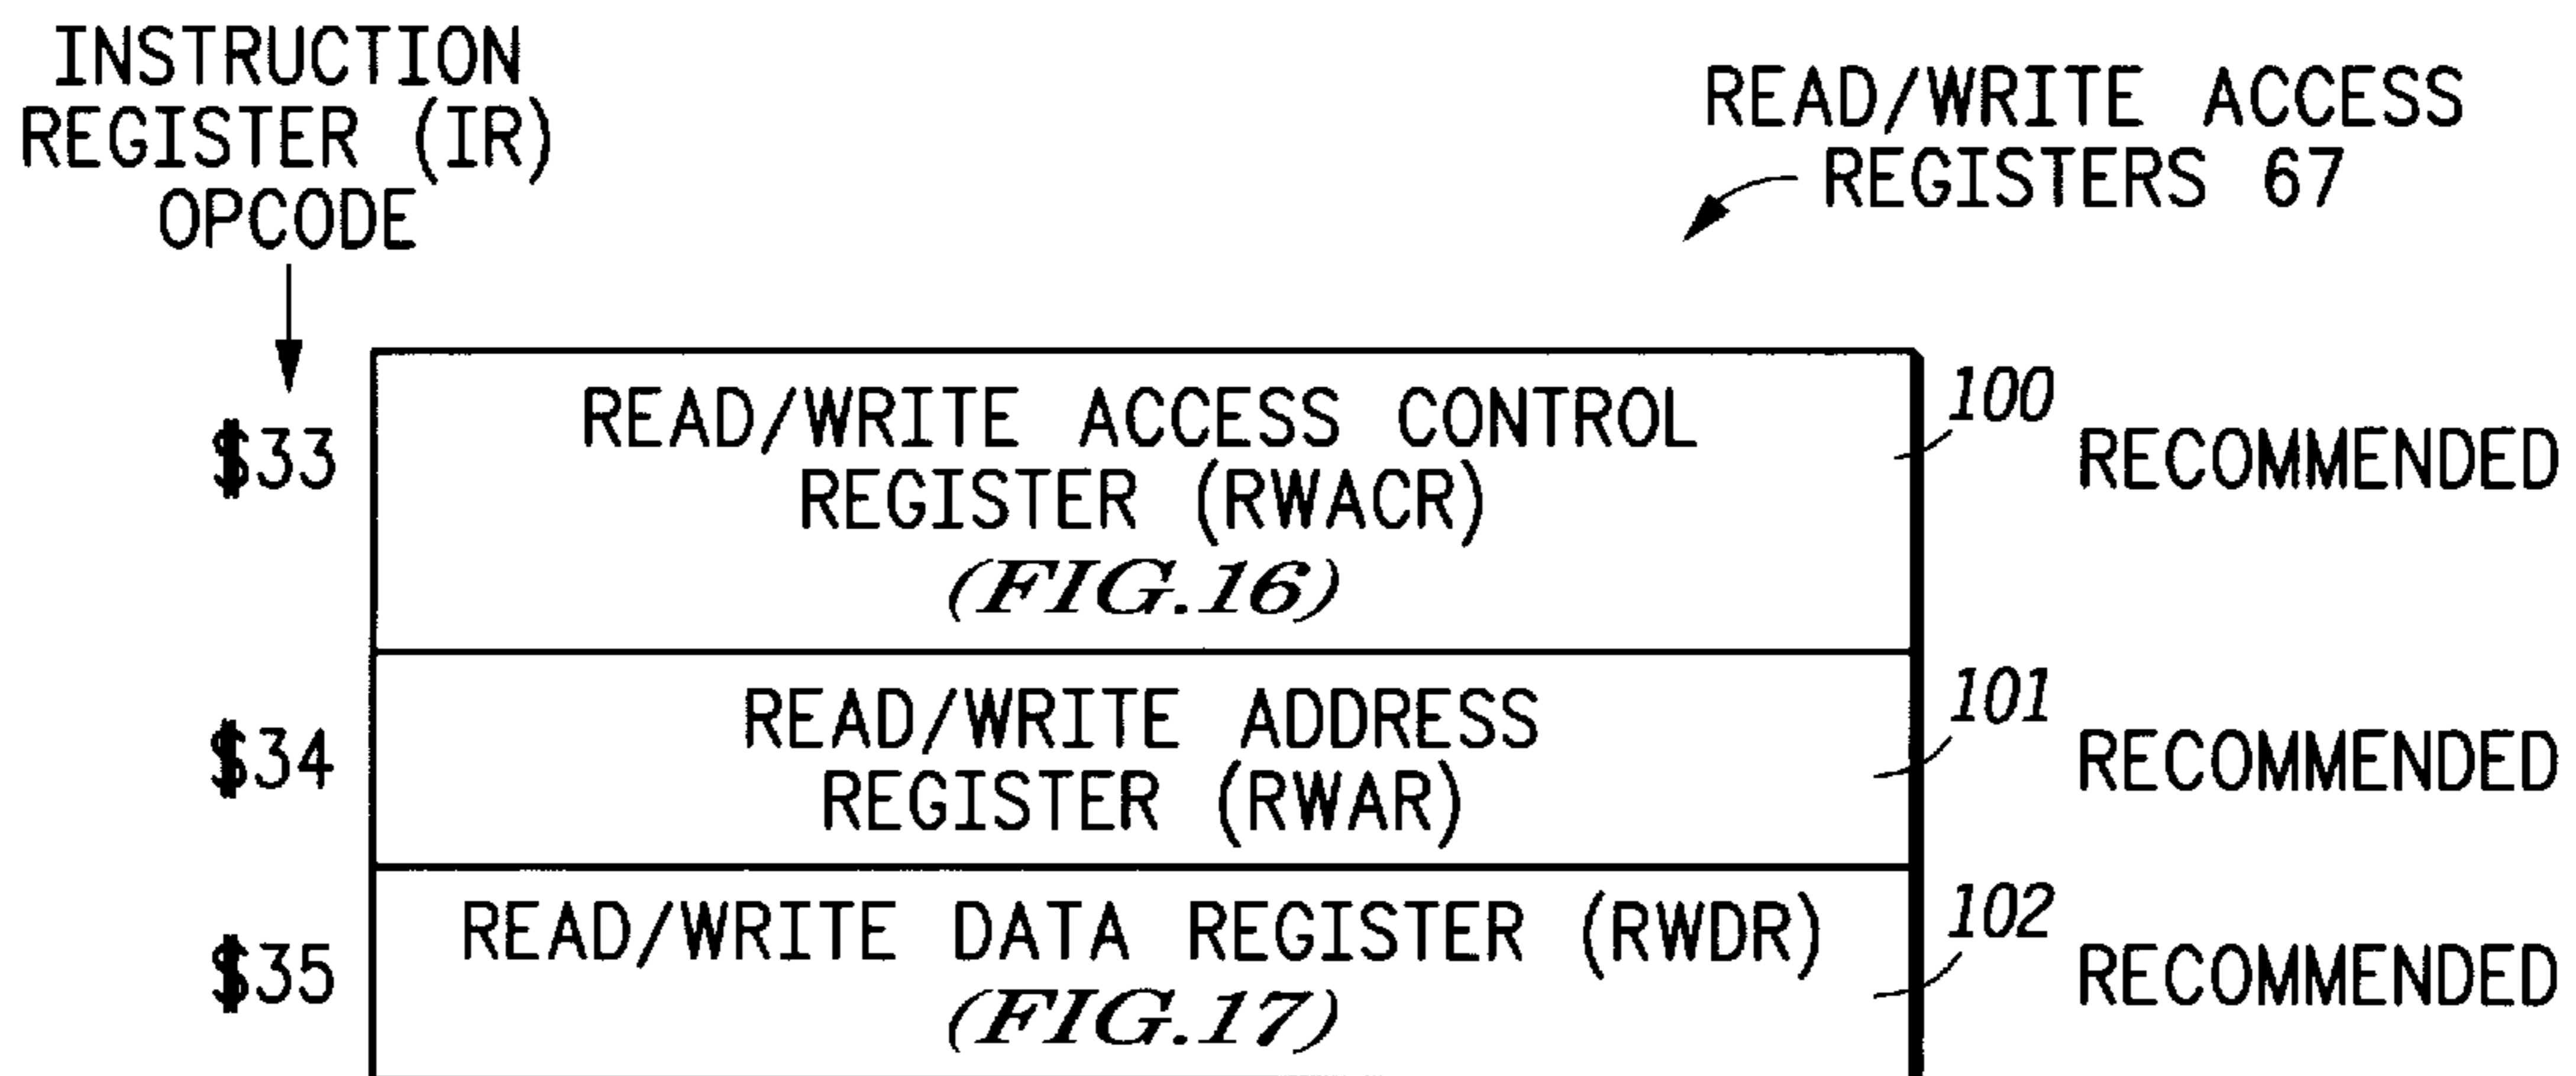 INSTRUCTION
REGISTER (IR)
OPCODE
READ/WRITE ACCESS
REGISTERS 67
$33
READ/WRITE ACCESS CONTROL
REGISTER (RWACR)
(FIG.16)
100
RECOMMENDED
$34
READ/WRITE ADDRESS
REGISTER (RWAR)
101
RECOMMENDED
$35
READ/WRITE DATA REGISTER (RWDR)
(FIG.17)
102
RECOMMENDED